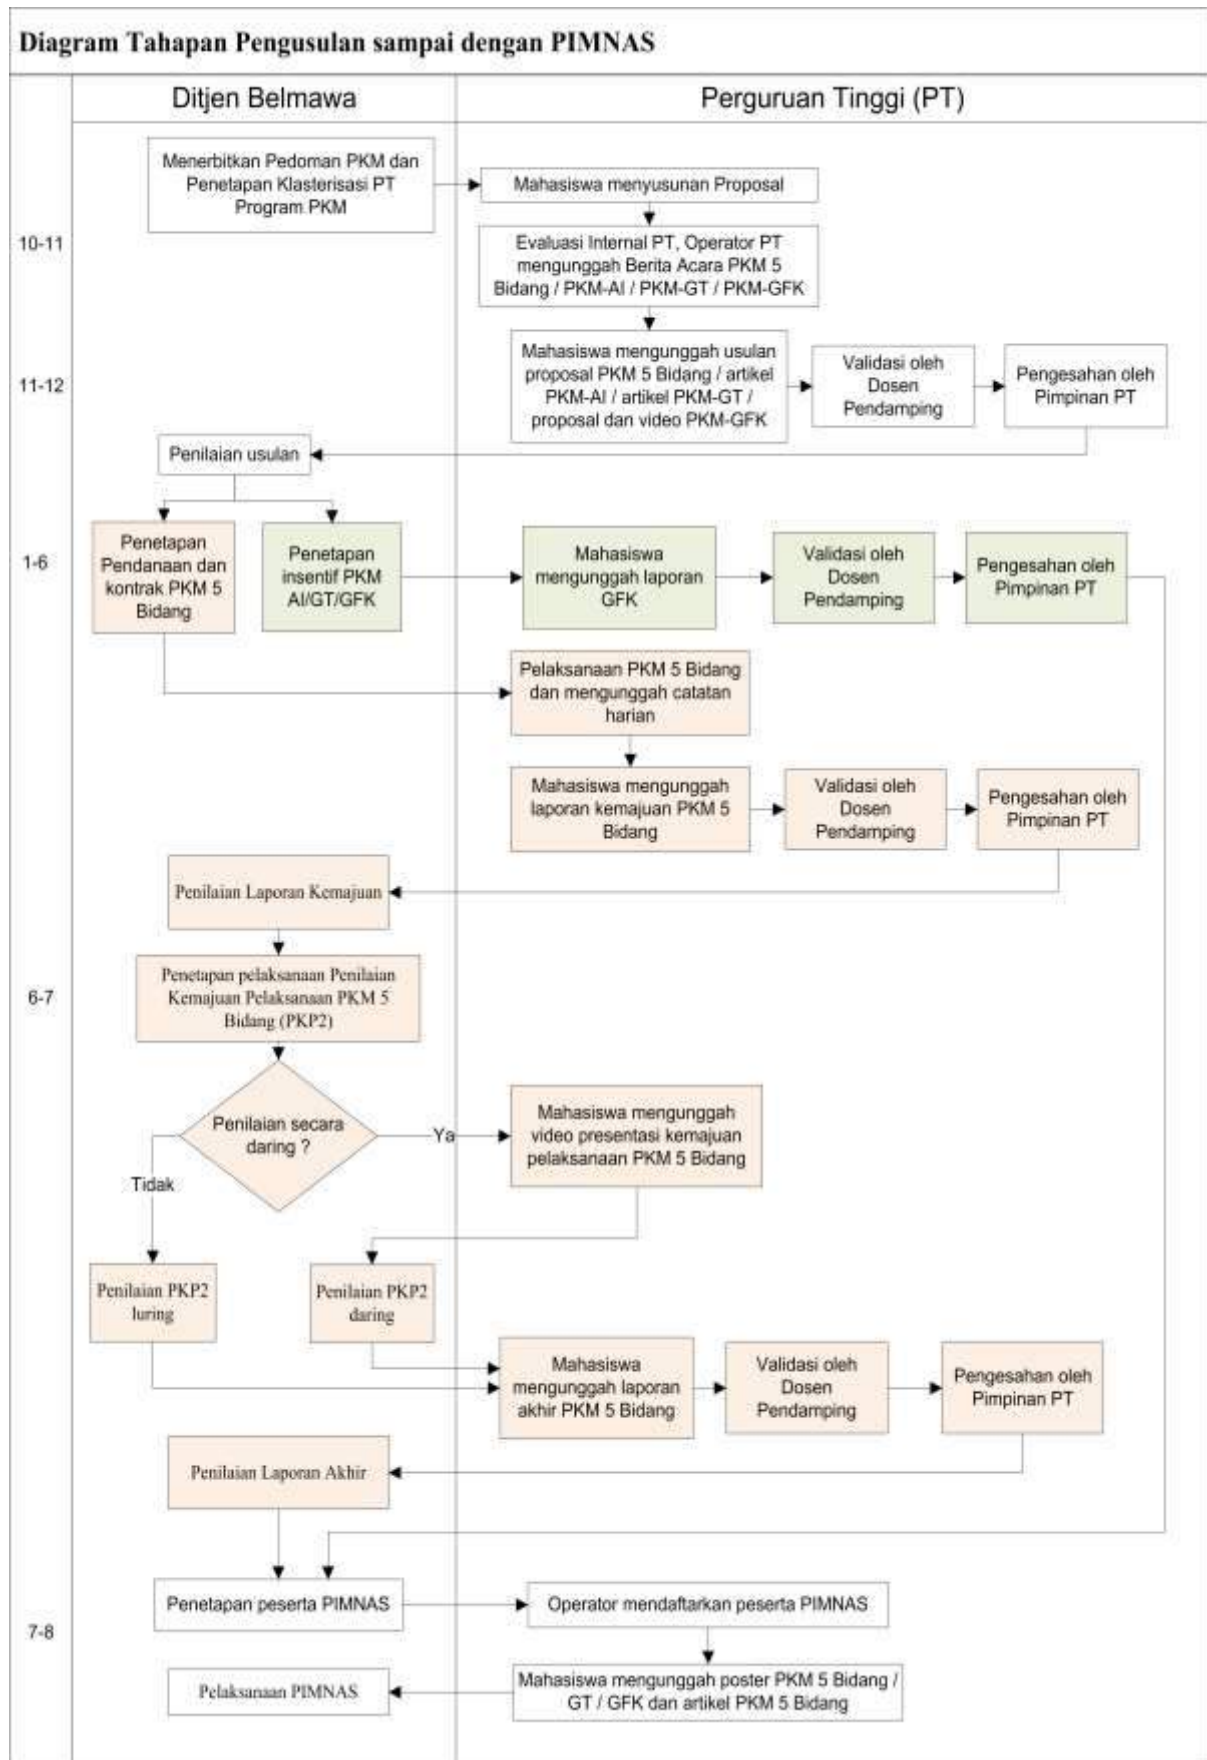 Diagram Tahapan Pengusulan sampai dengan PIMNAS
Ditjen Belmawa
Perguruan Tinggi (PT)
Menerbitkan Pedoman PKM dan
Penetapan Klasterisasi PT
Program PKM
Mahasiswa menyusunan Proposal
10-11
Evaluasi Internal PT, Operator PT
mengunggah Berita Acara PKM 5
Bidang / PKM-AI / PKM-GT / PKM-GFK
11-12
Mahasiswa mengunggah usulan
proposal PKM 5 Bidang / artikel
PKM-AI / artikel PKM-GT /
proposal dan video PKM-GFK
Validasi oleh
Dosen
Pendamping
Pengesahan oleh
Pimpinan PT
Penilaian usulan
1-6
Penetapan
Pendanaan dan
kontrak PKM 5
Bidang
Penetapan
insentif PKM
AI/GT/GFK
Mahasiswa
mengunggah laporan
GFK
Validasi oleh
Dosen
Pendamping
Pengesahan oleh
Pimpinan PT
Pelaksanaan PKM 5 Bidang
dan mengunggah catatan
harian
Mahasiswa mengunggah
laporan kemajuan PKM 5
Bidang
Validasi oleh
Dosen
Pendamping
Pengesahan oleh
Pimpinan PT
Penilaian Laporan Kemajuan
6-7
Penetapan pelaksanaan Penilaian
Kemajuan Pelaksanaan PKM 5
Bidang (PKP2)
Penilaian secara
daring ?
Ya
Tidak
Mahasiswa mengunggah
video presentasi kemajuan
pelaksanaan PKM 5 Bidang
Penilaian PKP2
luring
Penilaian PKP2
daring
Mahasiswa
mengunggah laporan
akhir PKM 5 Bidang
Validasi oleh
Dosen
Pendamping
Pengesahan oleh
Pimpinan PT
Penilaian Laporan Akhir
7-8
Penetapan peserta PIMNAS
Operator mendaftarkan peserta PIMNAS
Mahasiswa mengunggah poster PKM 5 Bidang /
GT / GFK dan artikel PKM 5 Bidang
Pelaksanaan PIMNAS